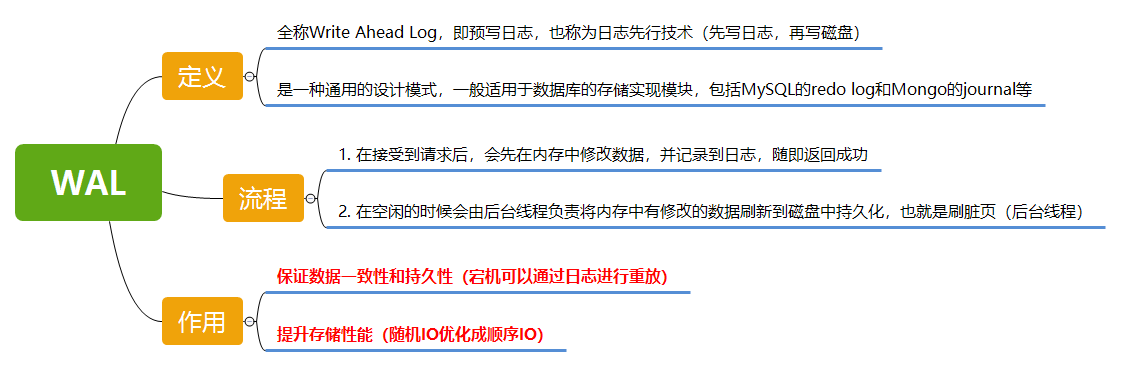 WAL
定义
全称Write Ahead Log，即预写日志，也称为日志先行技术（先写日志，再写磁盘）
是一种通用的设计模式，一般适用于数据库的存储实现模块，包括MySQL的redo log和Mongo的journal等
流程
1. 在接受到请求后，会先在内存中修改数据，并记录到日志，随即返回成功
2. 在空闲的时候会由后台线程负责将内存中有修改的数据刷新到磁盘中持久化，也就是刷脏页（后台线程）
作用
保证数据一致性和持久性（宕机可以通过日志进行重放）
提升存储性能（随机IO优化成顺序IO）